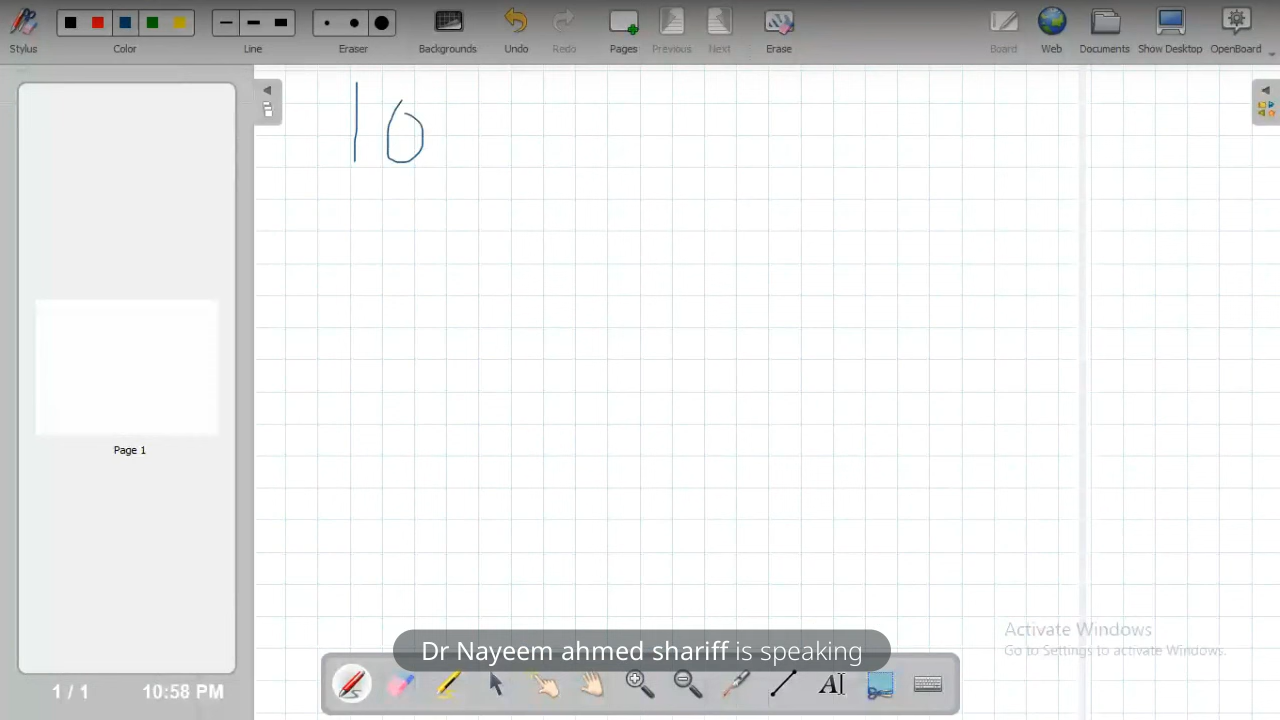 Stylus Color Line Eraser Backgrounds Undo Redo Pages Previous Next Erase Board Web Documents Show Desktop OpenBoard
10
Page 1
Activate Windows
Go to Settings to activate Windows.
Dr Nayeem ahmed shariff is speaking
1 / 1 10:58 PM